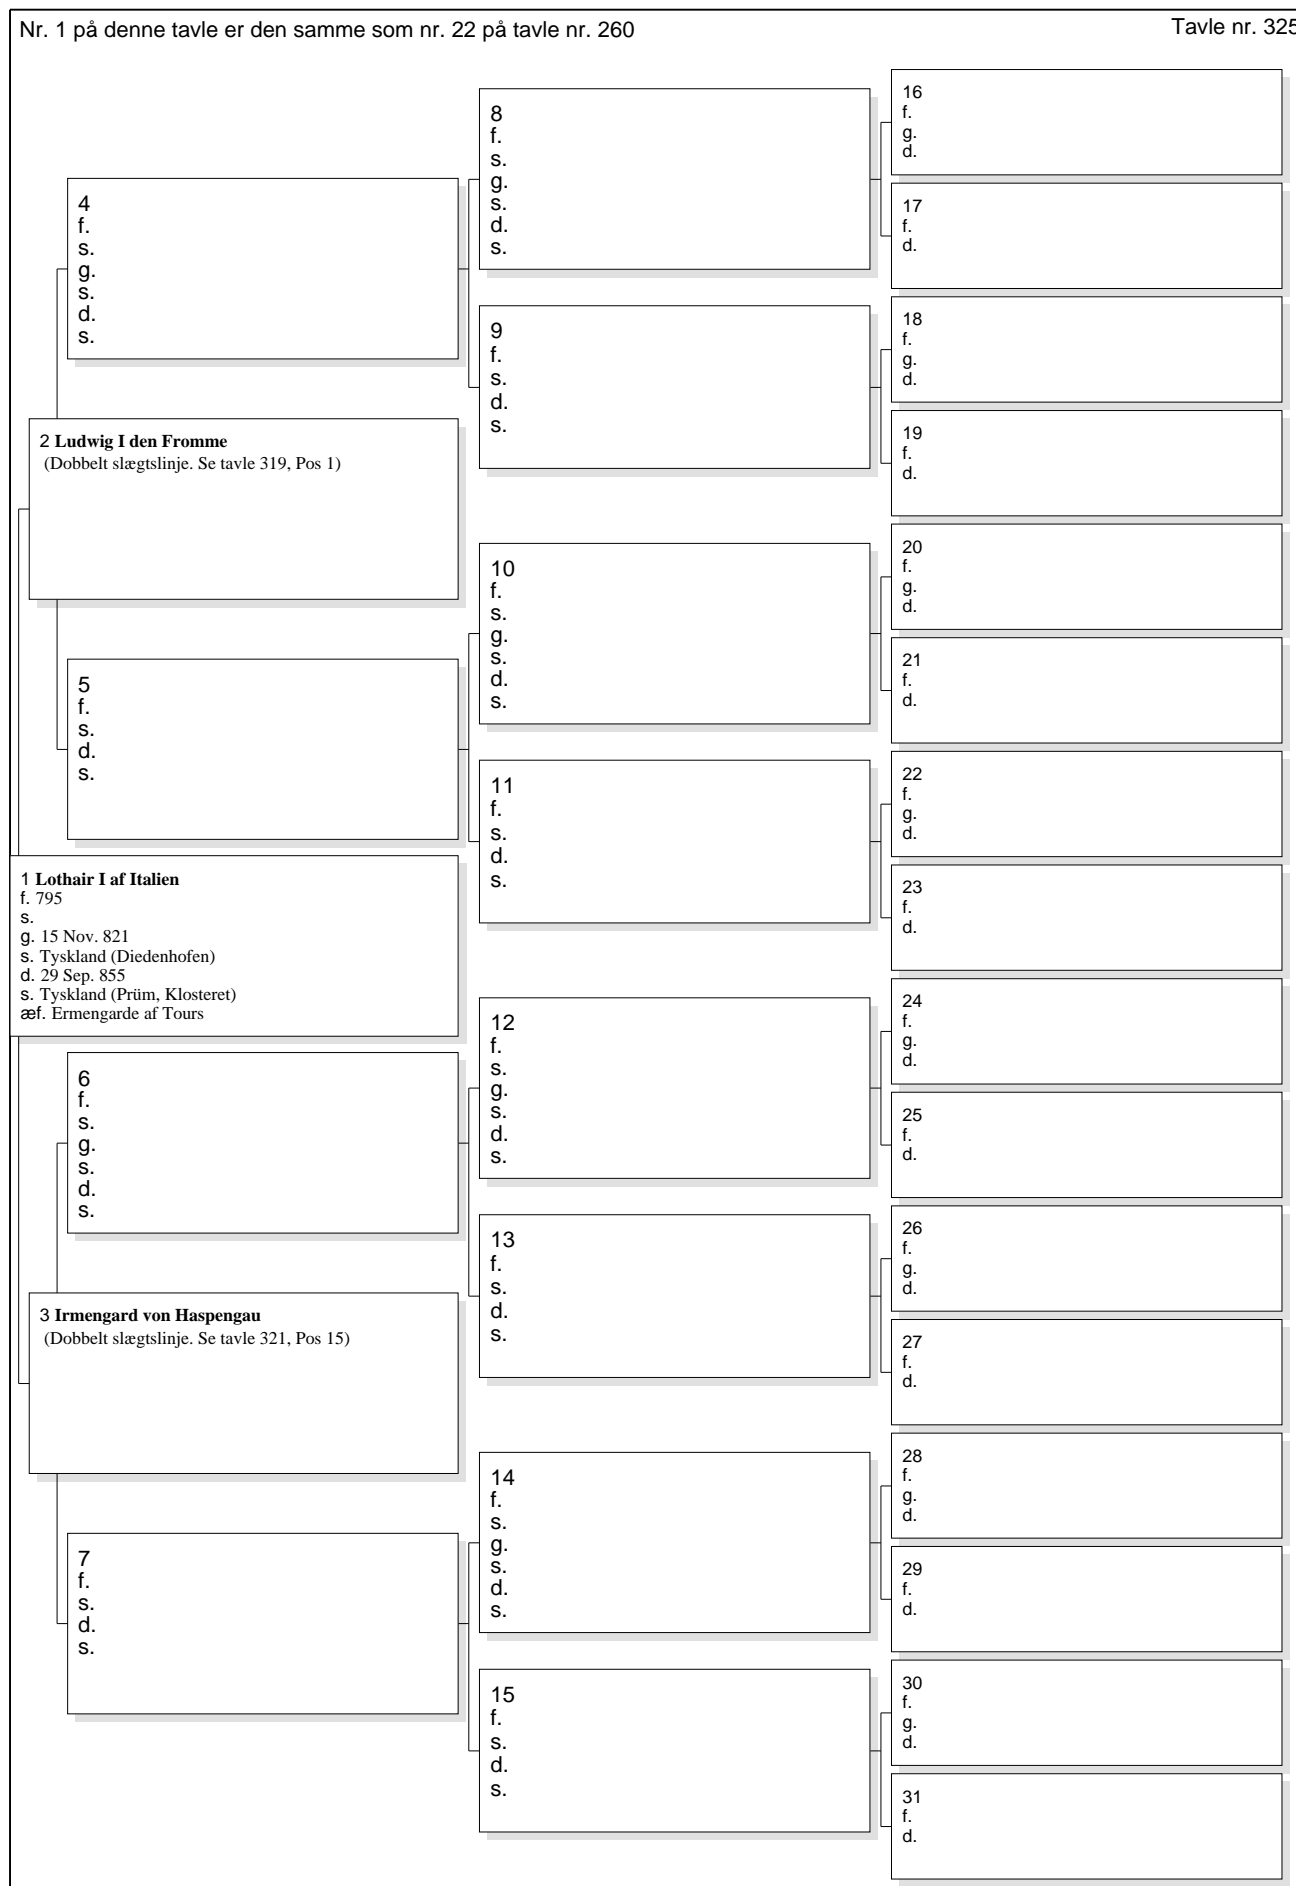 Nr. 1 på denne tavle er den samme som nr. 22 på tavle nr. 260
Tavle nr. 325
16
f.
g.
d.
8
f.
s.
g.
s.
d.
s.
17
f.
d.
4
f.
s.
g.
s.
d.
s.
18
f.
g.
d.
9
f.
s.
d.
s.
19
f.
d.
2 Ludwig I den Fromme
(Dobbelt slægtslinje. Se tavle 319, Pos 1)
20
f.
g.
d.
10
f.
s.
g.
s.
d.
s.
21
f.
d.
5
f.
s.
d.
s.
22
f.
g.
d.
11
f.
s.
d.
s.
23
f.
d.
1 Lothair I af Italien
f. 795
s.
g. 15 Nov. 821
s. Tyskland (Diedenhofen)
d. 29 Sep. 855
s. Tyskland (Prüm, Klosteret)
æf. Ermengarde af Tours
24
f.
g.
d.
12
f.
s.
g.
s.
d.
s.
25
f.
d.
6
f.
s.
g.
s.
d.
s.
26
f.
g.
d.
13
f.
s.
d.
s.
27
f.
d.
3 Irmengard von Haspengau
(Dobbelt slægtslinje. Se tavle 321, Pos 15)
28
f.
g.
d.
14
f.
s.
g.
s.
d.
s.
29
f.
d.
7
f.
s.
d.
s.
30
f.
g.
d.
15
f.
s.
d.
s.
31
f.
d.